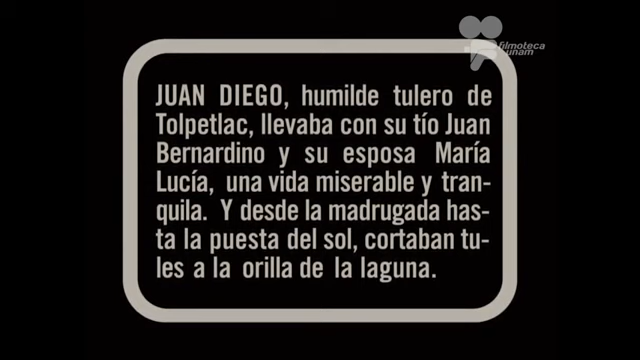 filmoteca
unam
JUAN DIEGO, humilde tulero de
Tolpetlac, llevaba con su tío Juan
Bernardino y su esposa María
Lucía, una vida miserable y tran-
quila. Y desde la madrugada has-
ta la puesta del sol, cortaban tu-
les a la orilla de la laguna.